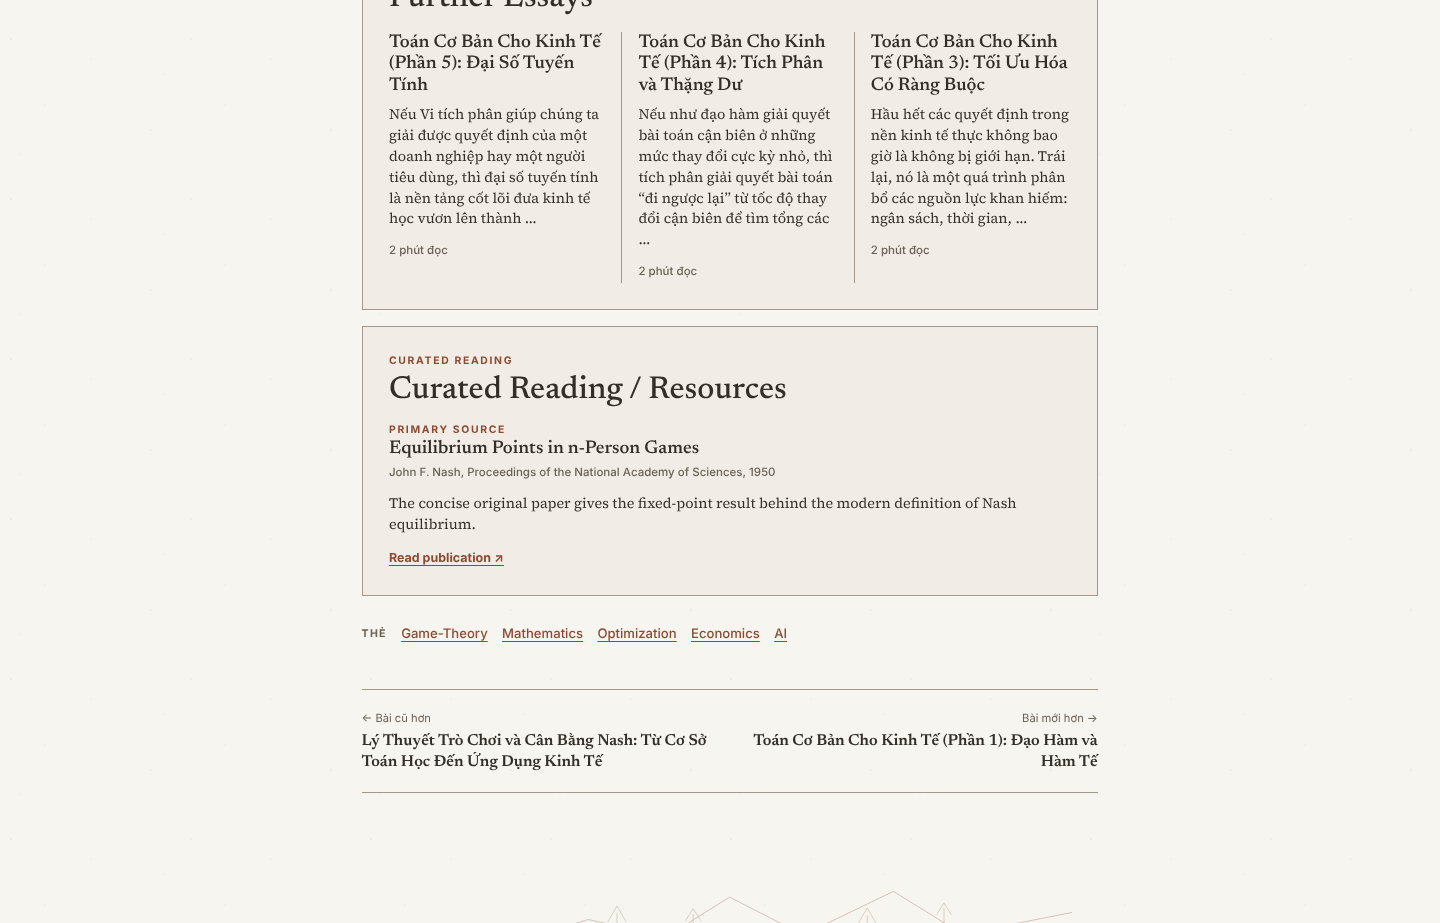 Further Essays
Toán Cơ Bản Cho Kinh Tế
(Phần 5): Đại Số Tuyến
Tính
Nếu Vi tích phân giúp chúng ta
giải được quyết định của một
doanh nghiệp hay một người
tiêu dùng, thì đại số tuyến tính
là nền tảng cốt lõi đưa kinh tế
học vươn lên thành ...
2 phút đọc
Toán Cơ Bản Cho Kinh
Tế (Phần 4): Tích Phân
và Thặng Dư
Nếu như đạo hàm giải quyết
bài toán cận biên ở những
mức thay đổi cực kỳ nhỏ, thì
tích phân giải quyết bài toán
“đi ngược lại” từ tốc độ thay
đổi cận biên để tìm tổng các
...
2 phút đọc
Toán Cơ Bản Cho Kinh
Tế (Phần 3): Tối Ưu Hóa
Có Ràng Buộc
Hầu hết các quyết định trong
nền kinh tế thực không bao
giờ là không bị giới hạn. Trái
lại, nó là một quá trình phân
bổ các nguồn lực khan hiếm:
ngân sách, thời gian, ...
2 phút đọc
CURATED READING
Curated Reading / Resources
PRIMARY SOURCE
Equilibrium Points in n-Person Games
John F. Nash, Proceedings of the National Academy of Sciences, 1950
The concise original paper gives the fixed-point result behind the modern definition of Nash
equilibrium.
Read publication ↗
THẺ Game-Theory Mathematics Optimization Economics AI
← Bài cũ hơn
Lý Thuyết Trò Chơi và Cân Bằng Nash: Từ Cơ Sở
Toán Học Đến Ứng Dụng Kinh Tế
Bài mới hơn →
Toán Cơ Bản Cho Kinh Tế (Phần 1): Đạo Hàm và
Hàm Tế